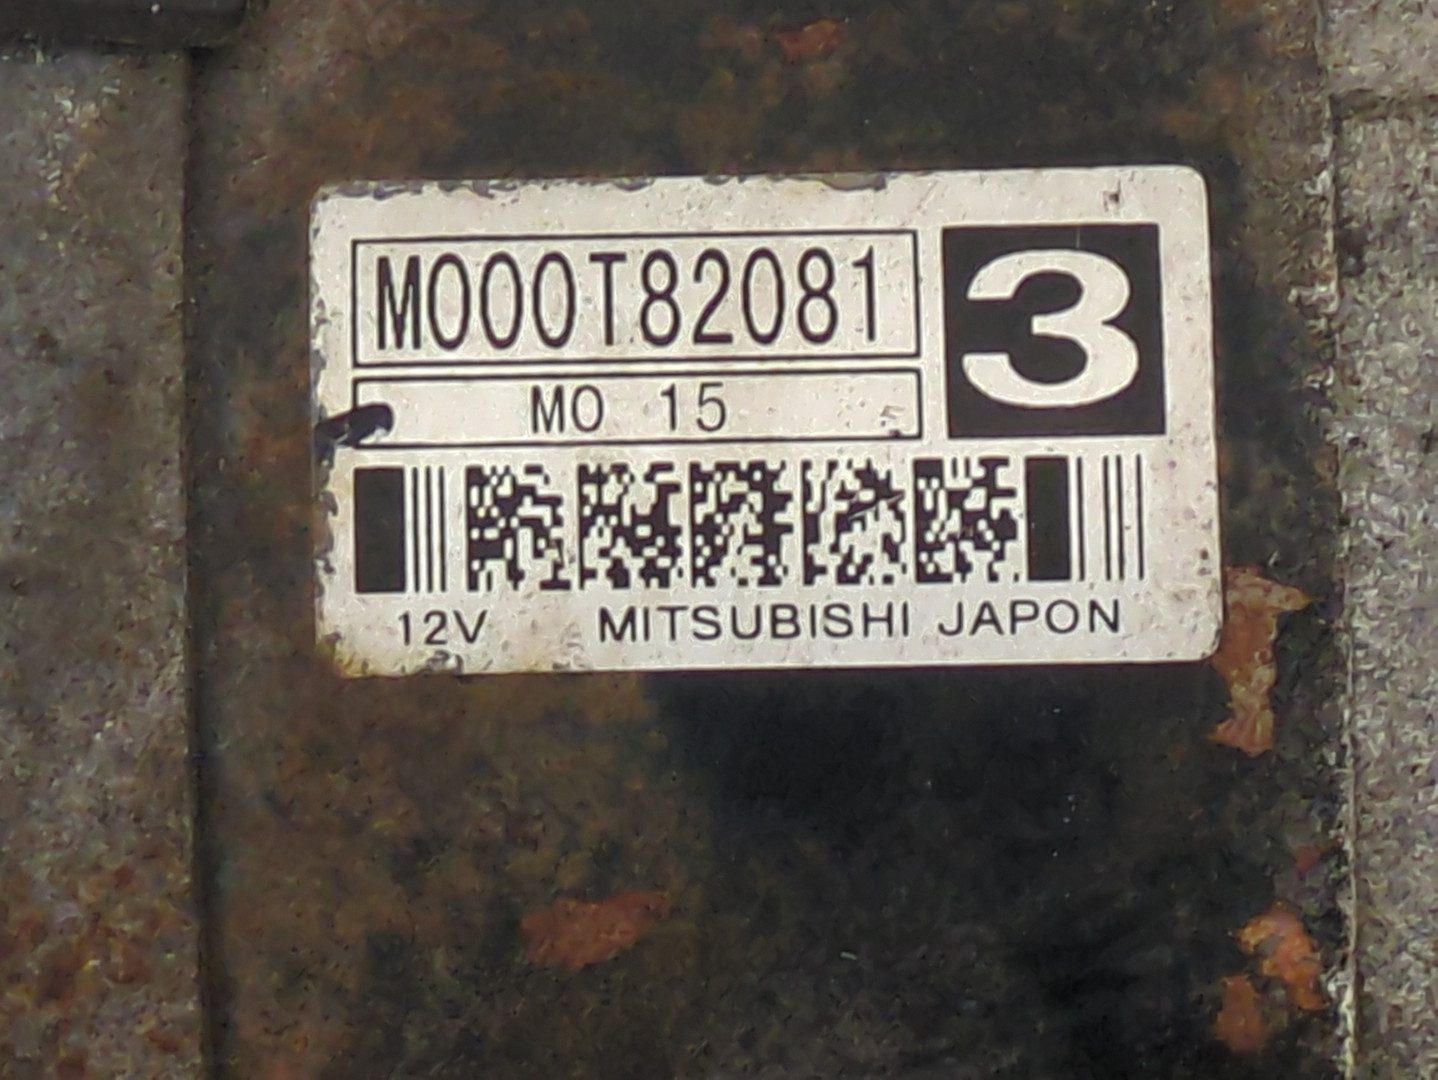 M000T82081
3
MO 15
12V MITSUBISHI JAPON